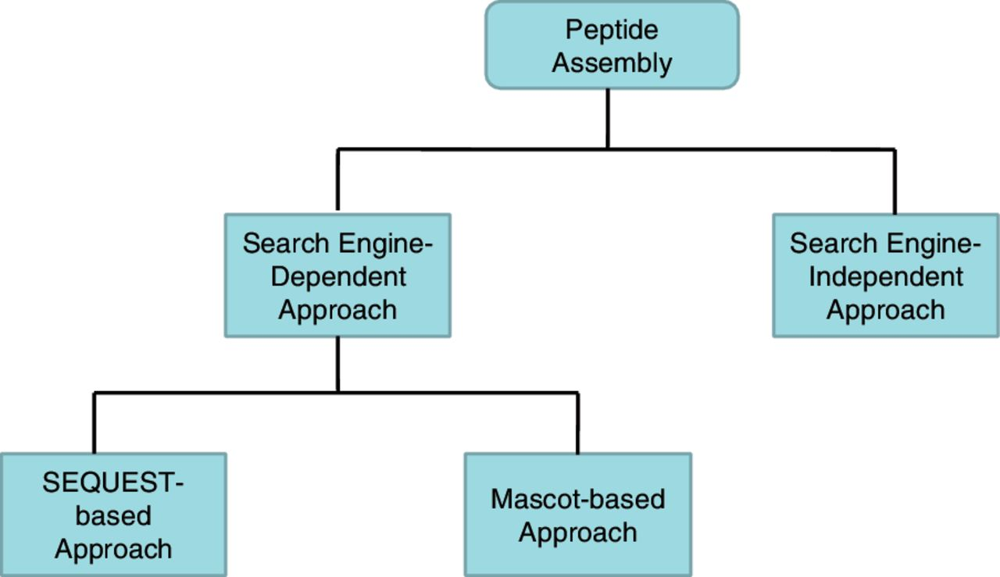 Peptide
Assembly
Search Engine-
Dependent
Approach
Search Engine-
Independent
Approach
SEQUEST-
based
Approach
Mascot-based
Approach